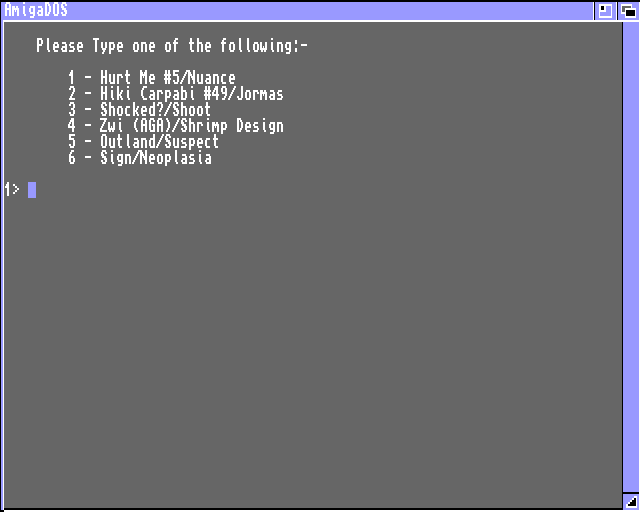 AmigaDOS
Please Type one of the following:-
1 - Hurt Me #5/Nuance
2 - Hiki Carpabi #49/Jormas
3 - Shocked?/Shoot
4 - Zwi (AGA)/Shrimp Design
5 - Outland/Suspect
6 - Sign/Neoplasia
1>